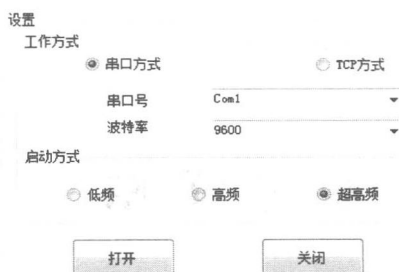 设置
工作方式
串口方式 TCP方式
串口号 Com1
波特率 9600
启动方式
低频 高频 超高频
打开 关闭